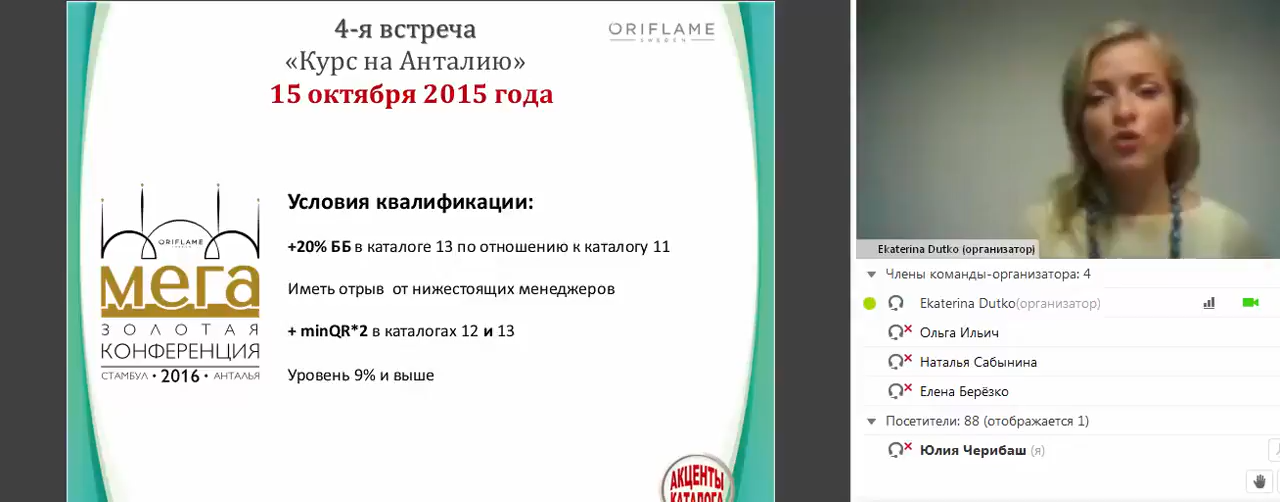 4-я встреча
ORIFLAME
SWEDEN
«Курс на Анталию»
15 октября 2015 года
Условия квалификации:
+20% ББ в каталоге 13 по отношению к каталогу 11
Иметь отрыв от нижестоящих менеджеров
+ minQR*2 в каталогах 12 и 13
Уровень 9% и выше
ORIFLAME
мега
ЗОЛОТАЯ
КОНФЕРЕНЦИЯ
СТАМБУЛ • 2016 • АНТАЛЬЯ
АКЦЕНТЫ
КАТАЛОГА
Ekaterina Dutko (организатор)
Члены команды-организатора: 4
Ekaterina Dutko(организатор)
Ольга Ильич
Наталья Сабынина
Елена Берёзко
Посетители: 88 (отображается 1)
Юлия Черибаш (я)